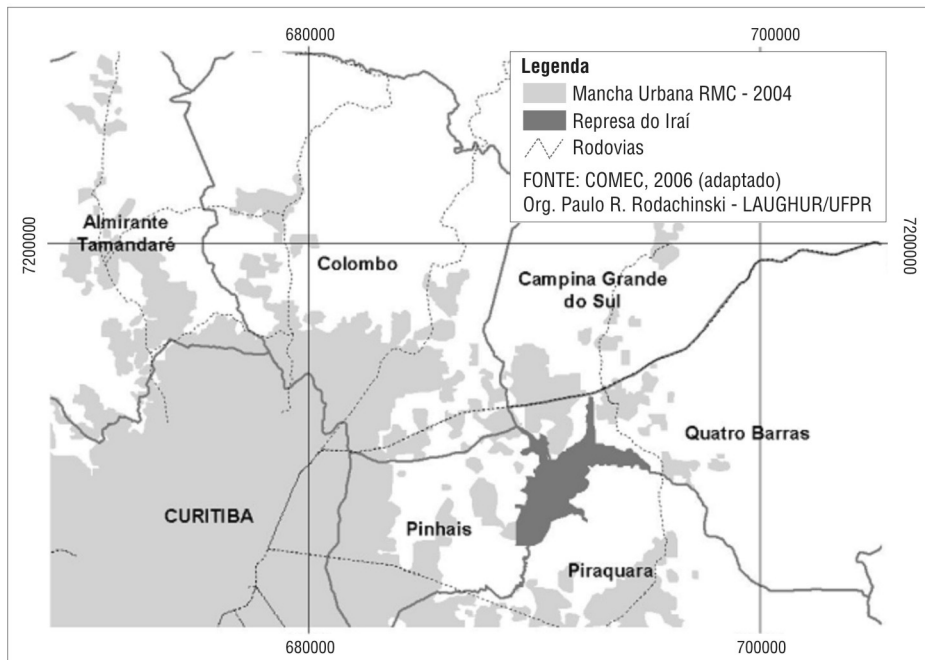 680000
700000
Legenda
Mancha Urbana RMC - 2004
Represa do Iraí
Rodovias
FONTE: COMEC, 2006 (adaptado)
Org. Paulo R. Rodachinski - LAUGHUR/UFPR
7200000
7200000
Almirante
Tamandaré
Colombo
Campina Grande
do Sul
Quatro Barras
CURITIBA
Pinhais
Piraquara
680000
700000